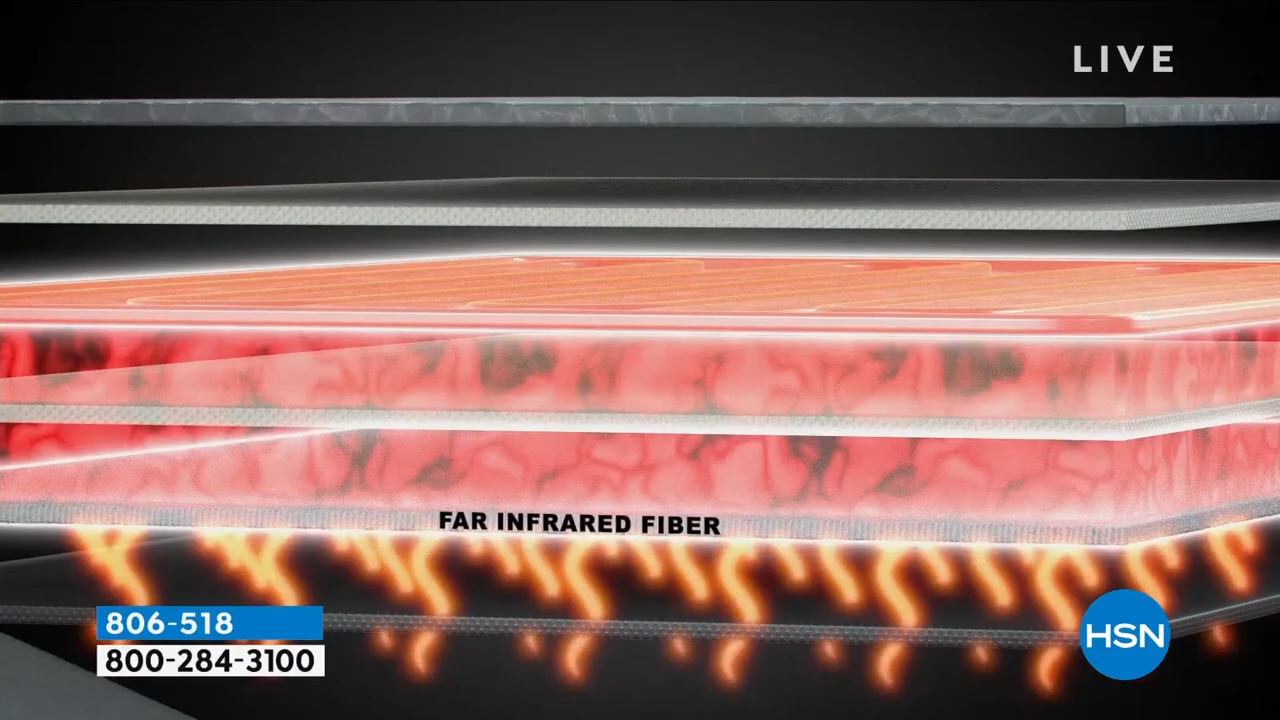 LIVE
FAR INFRARED FIBER
806-518
800-284-3100
HSN